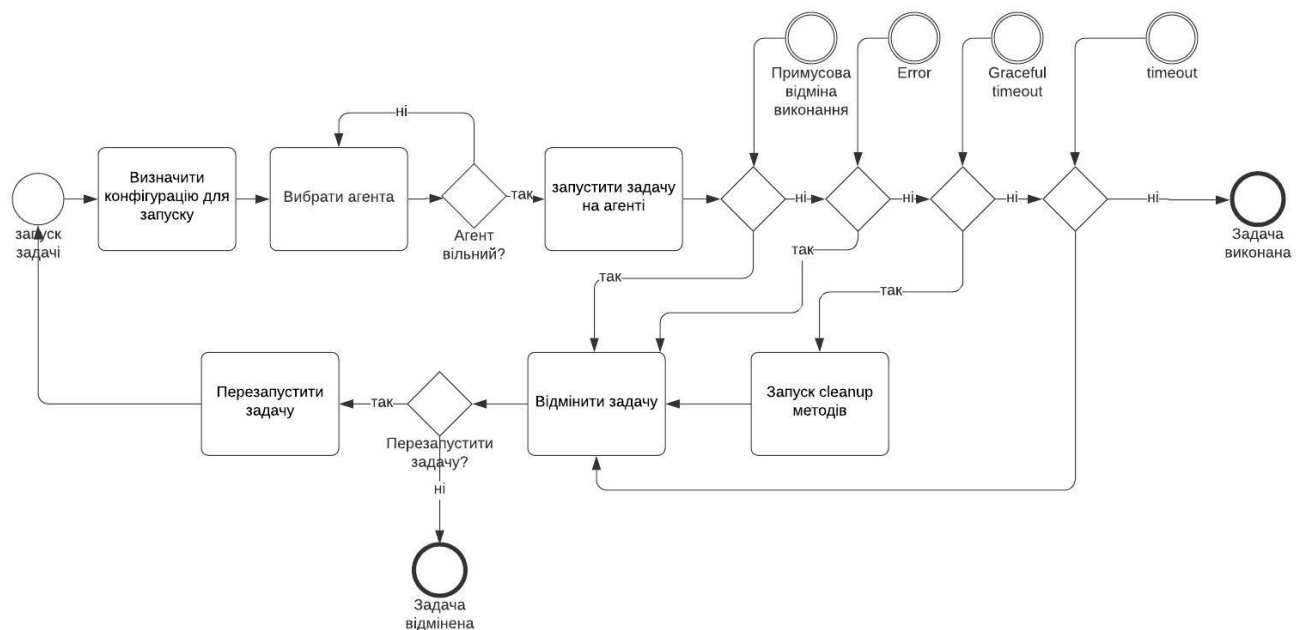 Примусова
відміна
виконання
Error
Graceful
timeout
timeout
ні
Визначити
конфігурацію для
запуску
Вибрати агента
так
запустити задачу
на агенті
ні
ні
ні
ні
запуск
задачі
Агент
вільний?
Задача
виконана
так
так
так
Перезапустити
задачу
так
Відмінити задачу
Запуск cleanup
методів
Перезапустити
задачу?
ні
Задача
відмінена